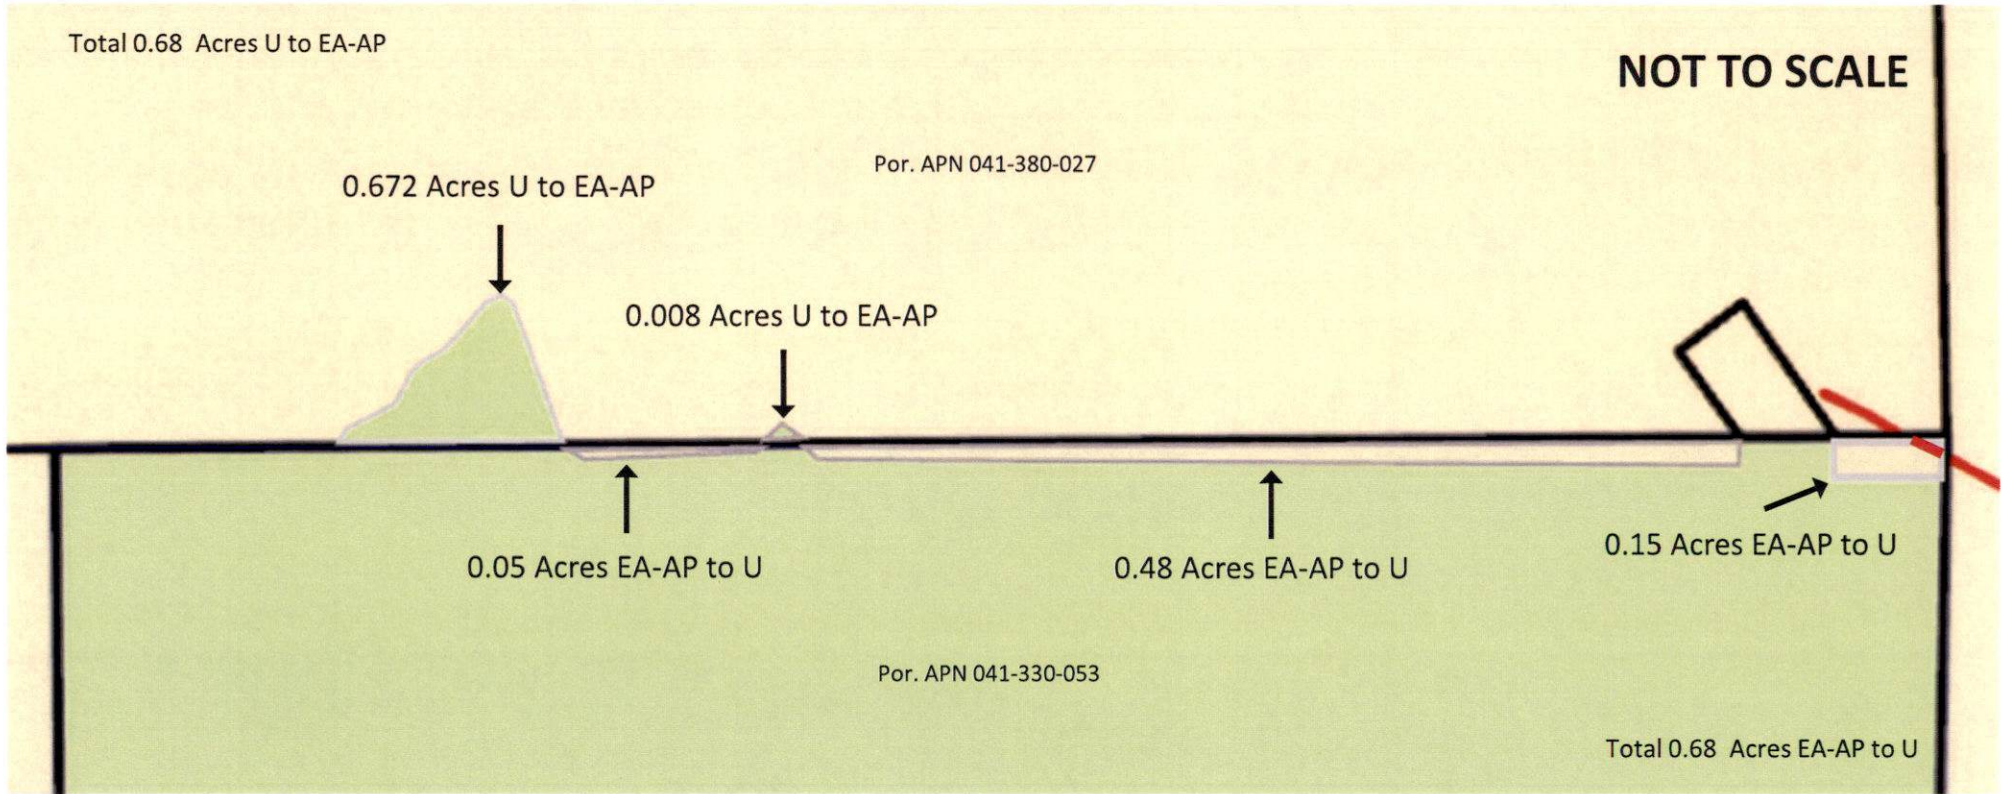 Total 0.68 Acres U to EA-AP
NOT TO SCALE
Por. APN 041-380-027
0.672 Acres U to EA-AP
0.008 Acres U to EA-AP
0.05 Acres EA-AP to U
0.48 Acres EA-AP to U
0.15 Acres EA-AP to U
Por. APN 041-330-053
Total 0.68 Acres EA-AP to U